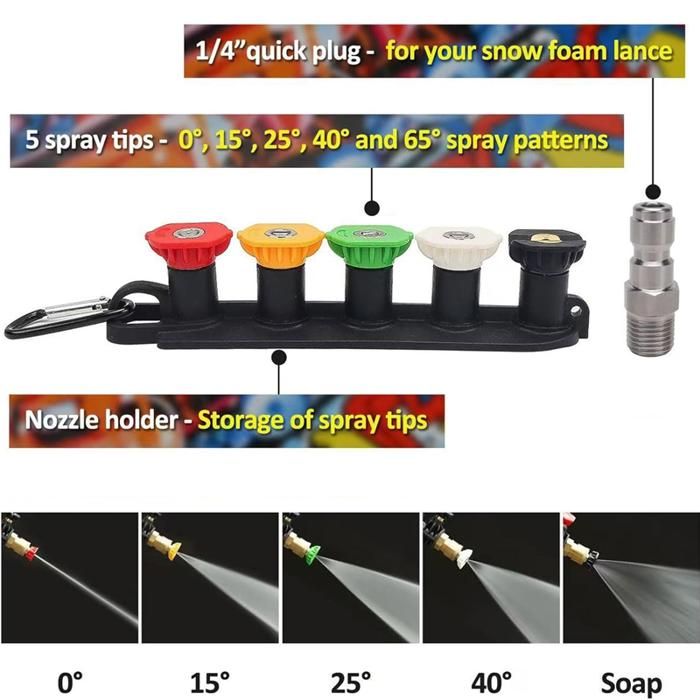 1/4”quick plug - for your snow foam lance
5 spray tips - 0°, 15°, 25°, 40° and 65° spray patterns
Nozzle holder - Storage of spray tips
0° 15° 25° 40° Soap